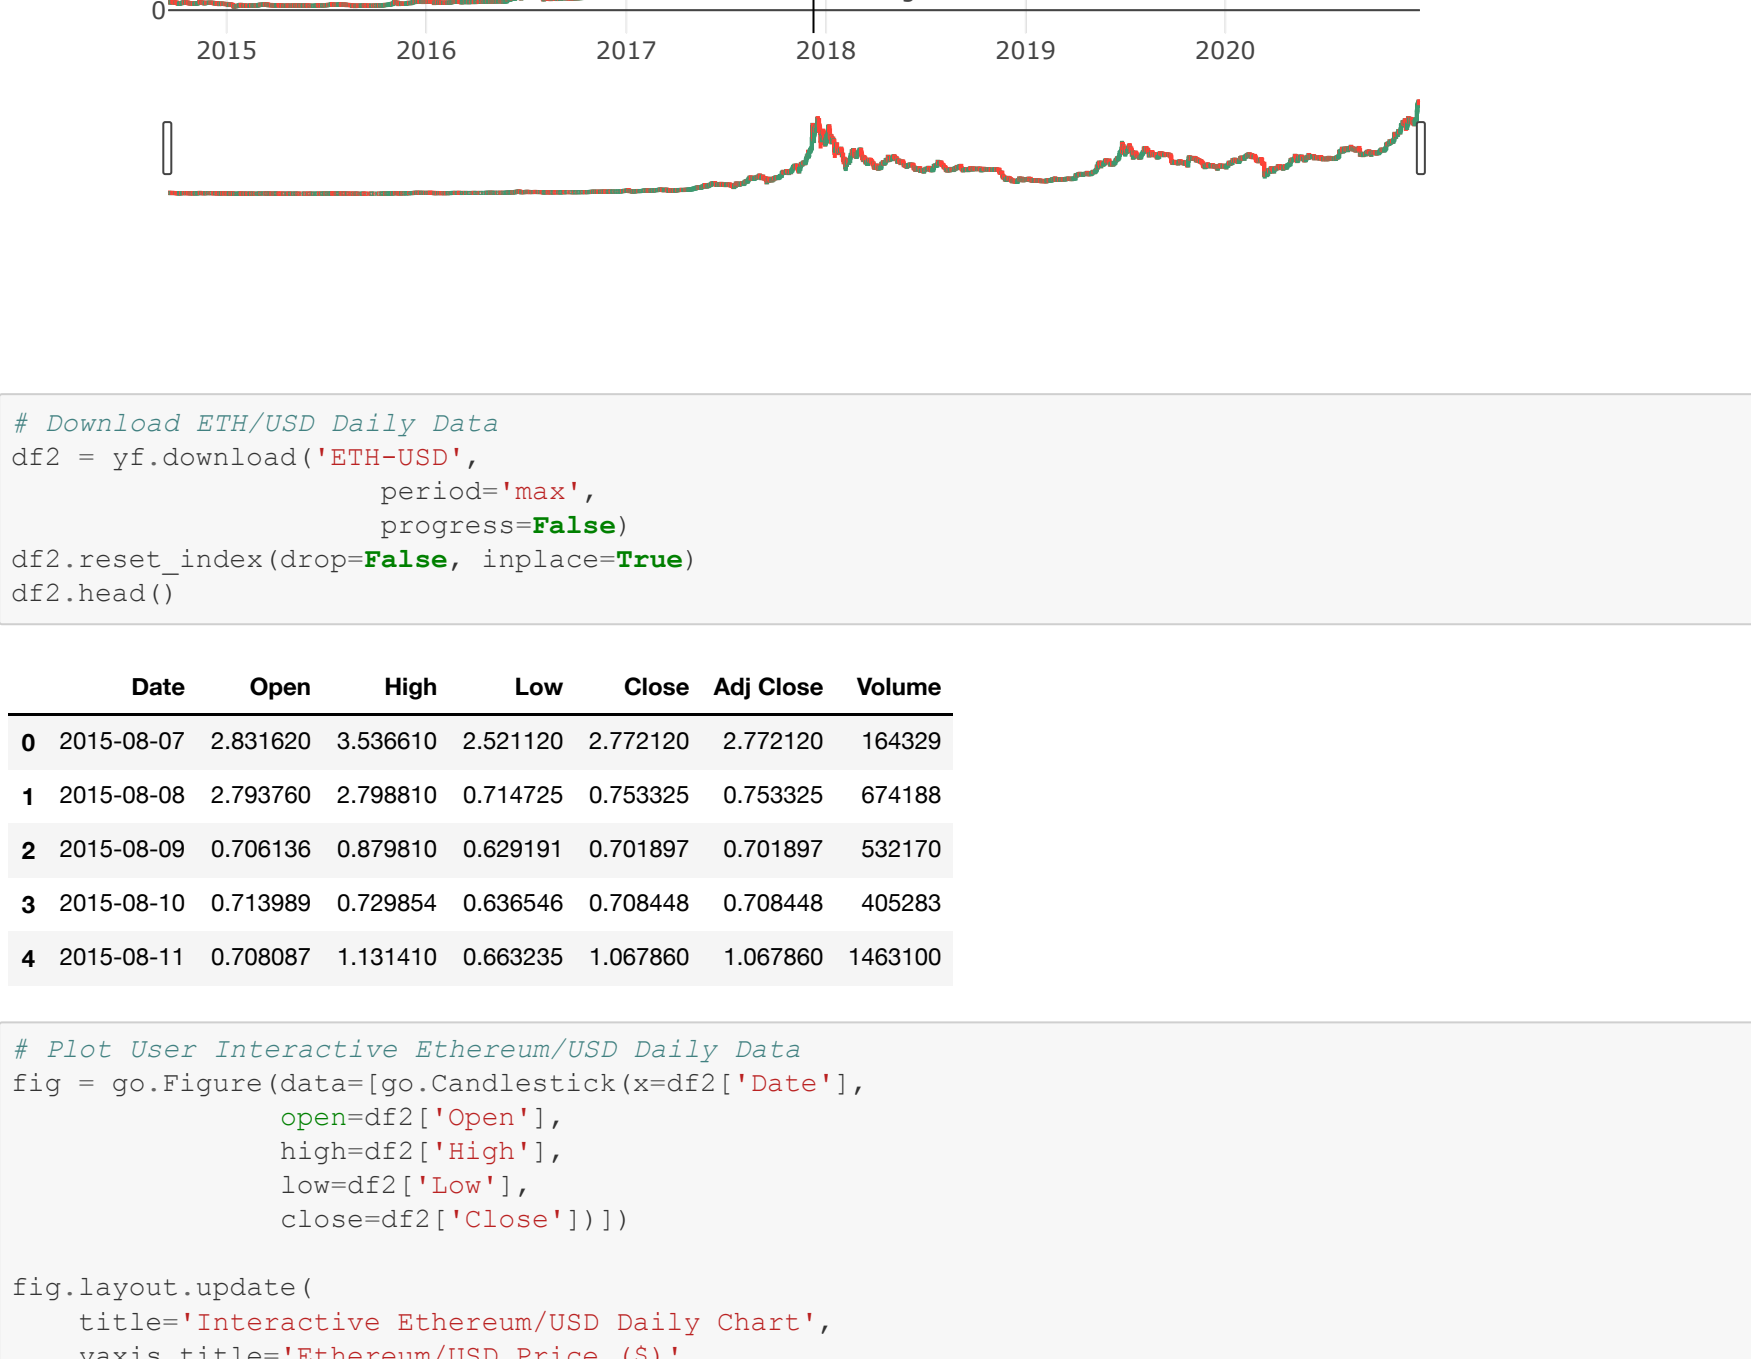 0
2015 2016 2017 2018 2019 2020
# Download ETH/USD Daily Data
df2 = yf.download('ETH-USD',
period='max',
progress=False)
df2.reset_index(drop=False, inplace=True)
df2.head()
Date Open High Low Close Adj Close Volume
0 2015-08-07 2.831620 3.536610 2.521120 2.772120 2.772120 164329
1 2015-08-08 2.793760 2.798810 0.714725 0.753325 0.753325 674188
2 2015-08-09 0.706136 0.879810 0.629191 0.701897 0.701897 532170
3 2015-08-10 0.713989 0.729854 0.636546 0.708448 0.708448 405283
4 2015-08-11 0.708087 1.131410 0.663235 1.067860 1.067860 1463100
# Plot User Interactive Ethereum/USD Daily Data
fig = go.Figure(data=[go.Candlestick(x=df2['Date'],
open=df2['Open'],
high=df2['High'],
low=df2['Low'],
close=df2['Close'])])
fig.layout.update(
title='Interactive Ethereum/USD Daily Chart',
yaxis_title='Ethereum/USD Price ($)'